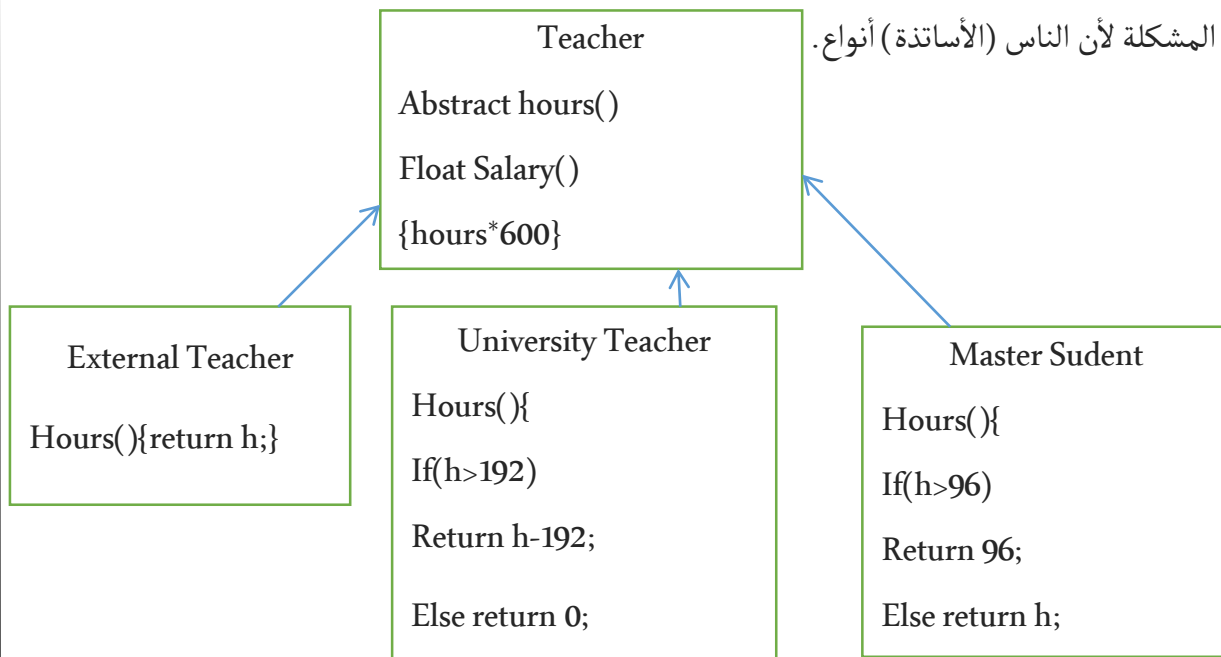 المشكلة لأن الناس (الأساتذة) أنواع.
Teacher
Abstract hours()
Float Salary()
{hours*600}
External Teacher
Hours(){return h;}
University Teacher
Hours(){
If(h>192)
Return h-192;
Else return 0;
Master Sudent
Hours(){
If(h>96)
Return 96;
Else return h;